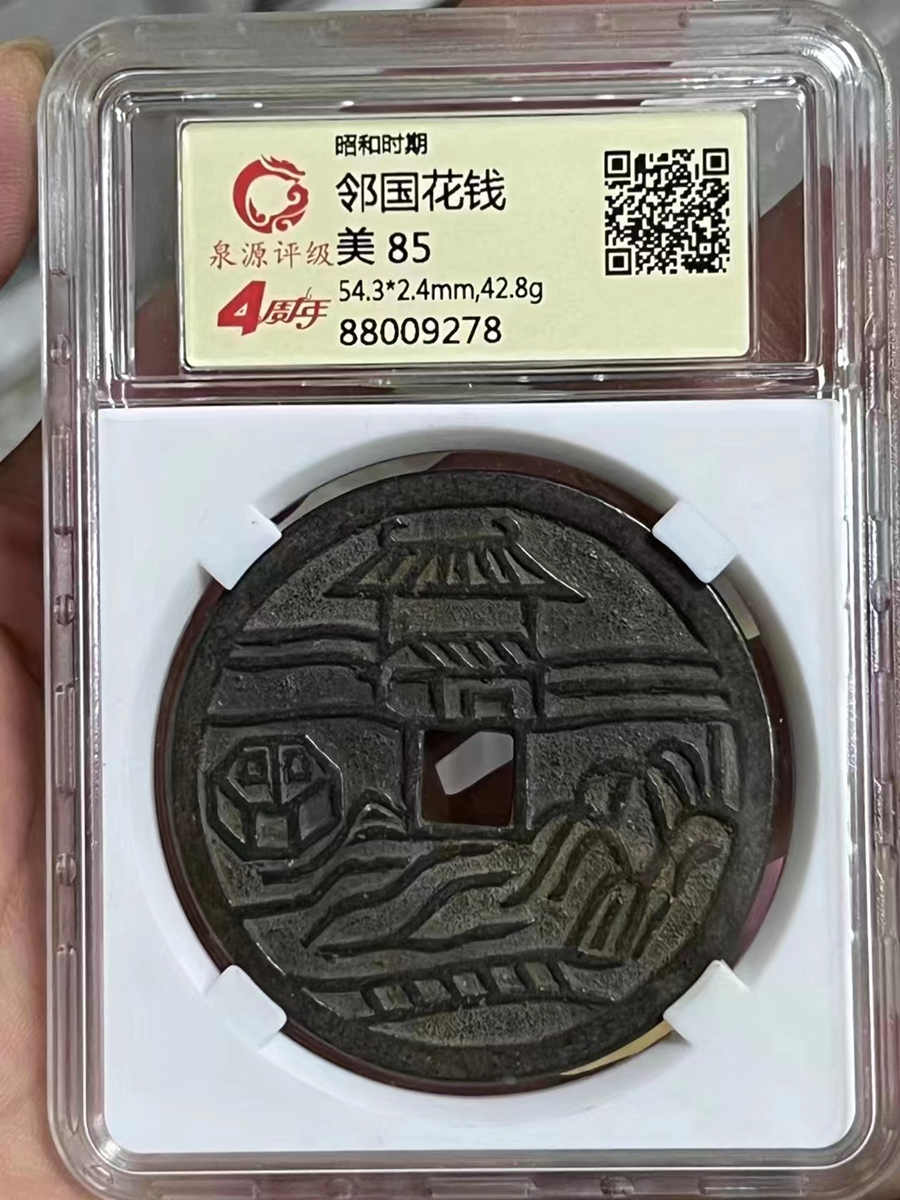 昭和时期
邻国花钱
泉源评级
美 85
4周年
54.3*2.4mm,42.8g
88009278